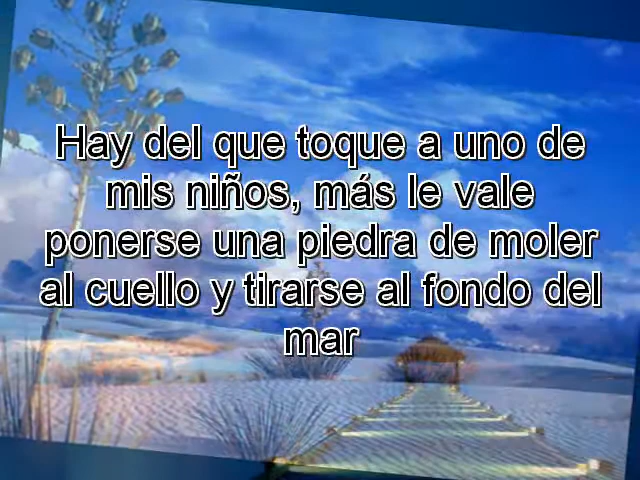 Hay del que toque a uno de
mis niños, más le vale
ponerse una piedra de moler
al cuello y tirarse al fondo del
mar